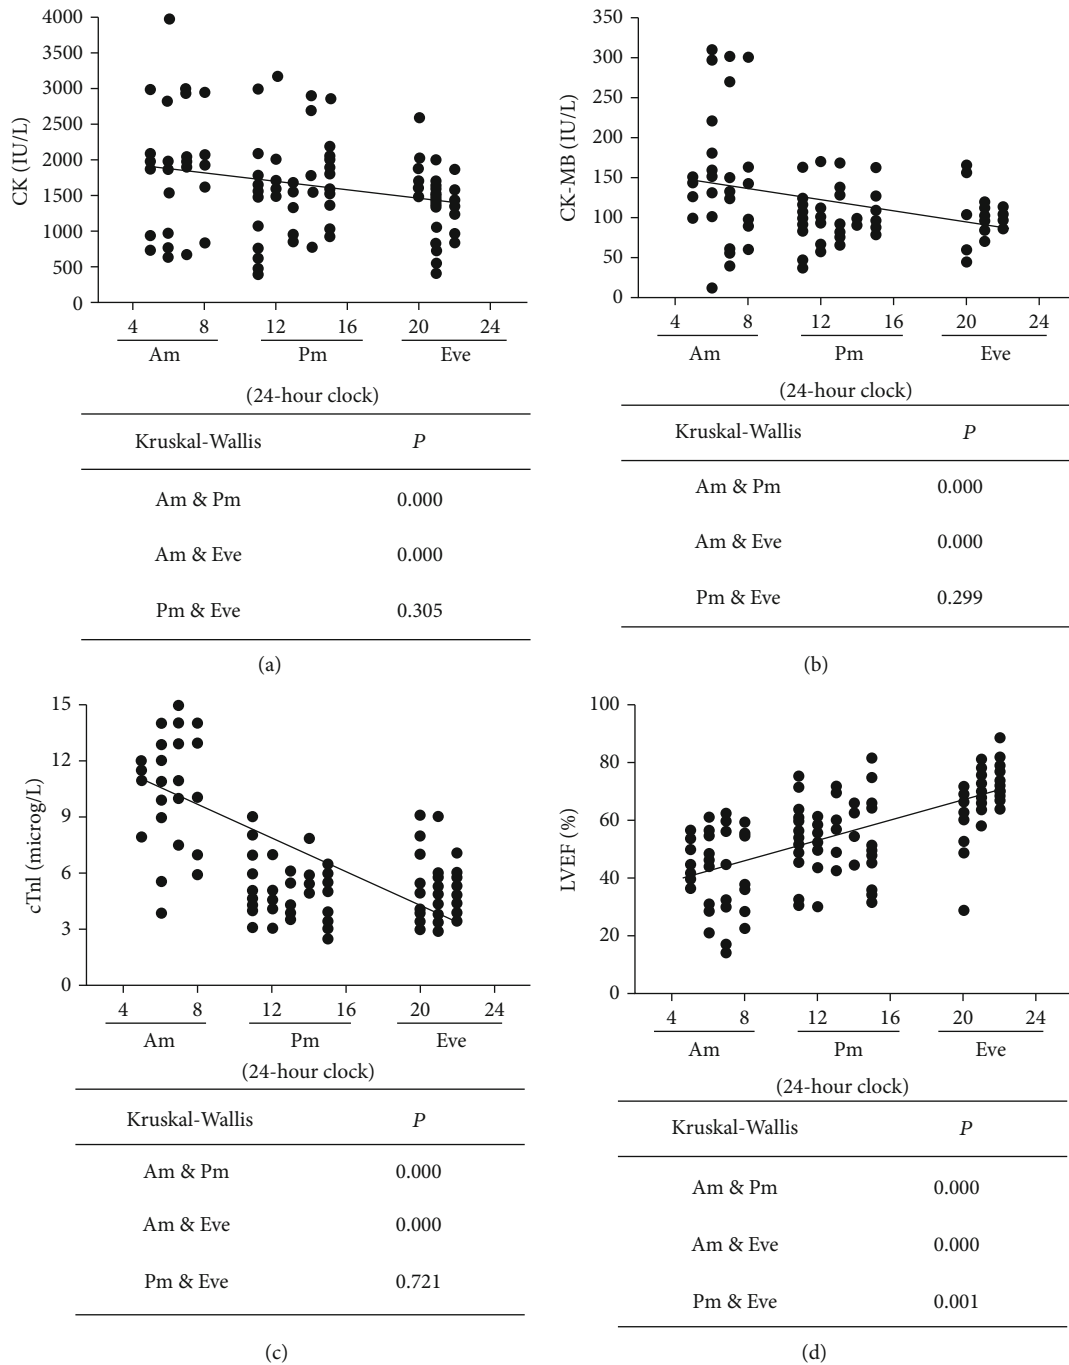 CK (IU/L)
4000
3000
2500
2000
1000
500
0
4 8 12 16 20 24
Am Pm Eve
(24-hour clock)
Kruskal-Wallis P
Am & Pm 0.000
Am & Eve 0.000
Pm & Eve 0.305
(a)
CK-MB (IU/L)
350
300
250
200
150
100
50
0
4 8 12 16 20 24
Am Pm Eve
(24-hour clock)
Kruskal-Wallis P
Am & Pm 0.000
Am & Eve 0.000
Pm & Eve 0.299
(b)
cTnl (microg/L)
15
12
9
6
3
0
4 8 12 16 20 24
Am Pm Eve
(24-hour clock)
Kruskal-Wallis P
Am & Pm 0.000
Am & Eve 0.000
Pm & Eve 0.721
(c)
LVEF (%)
100
80
60
40
20
0
4 8 12 16 20 24
Am Pm Eve
(24-hour clock)
Kruskal-Wallis P
Am & Pm 0.000
Am & Eve 0.000
Pm & Eve 0.001
(d)